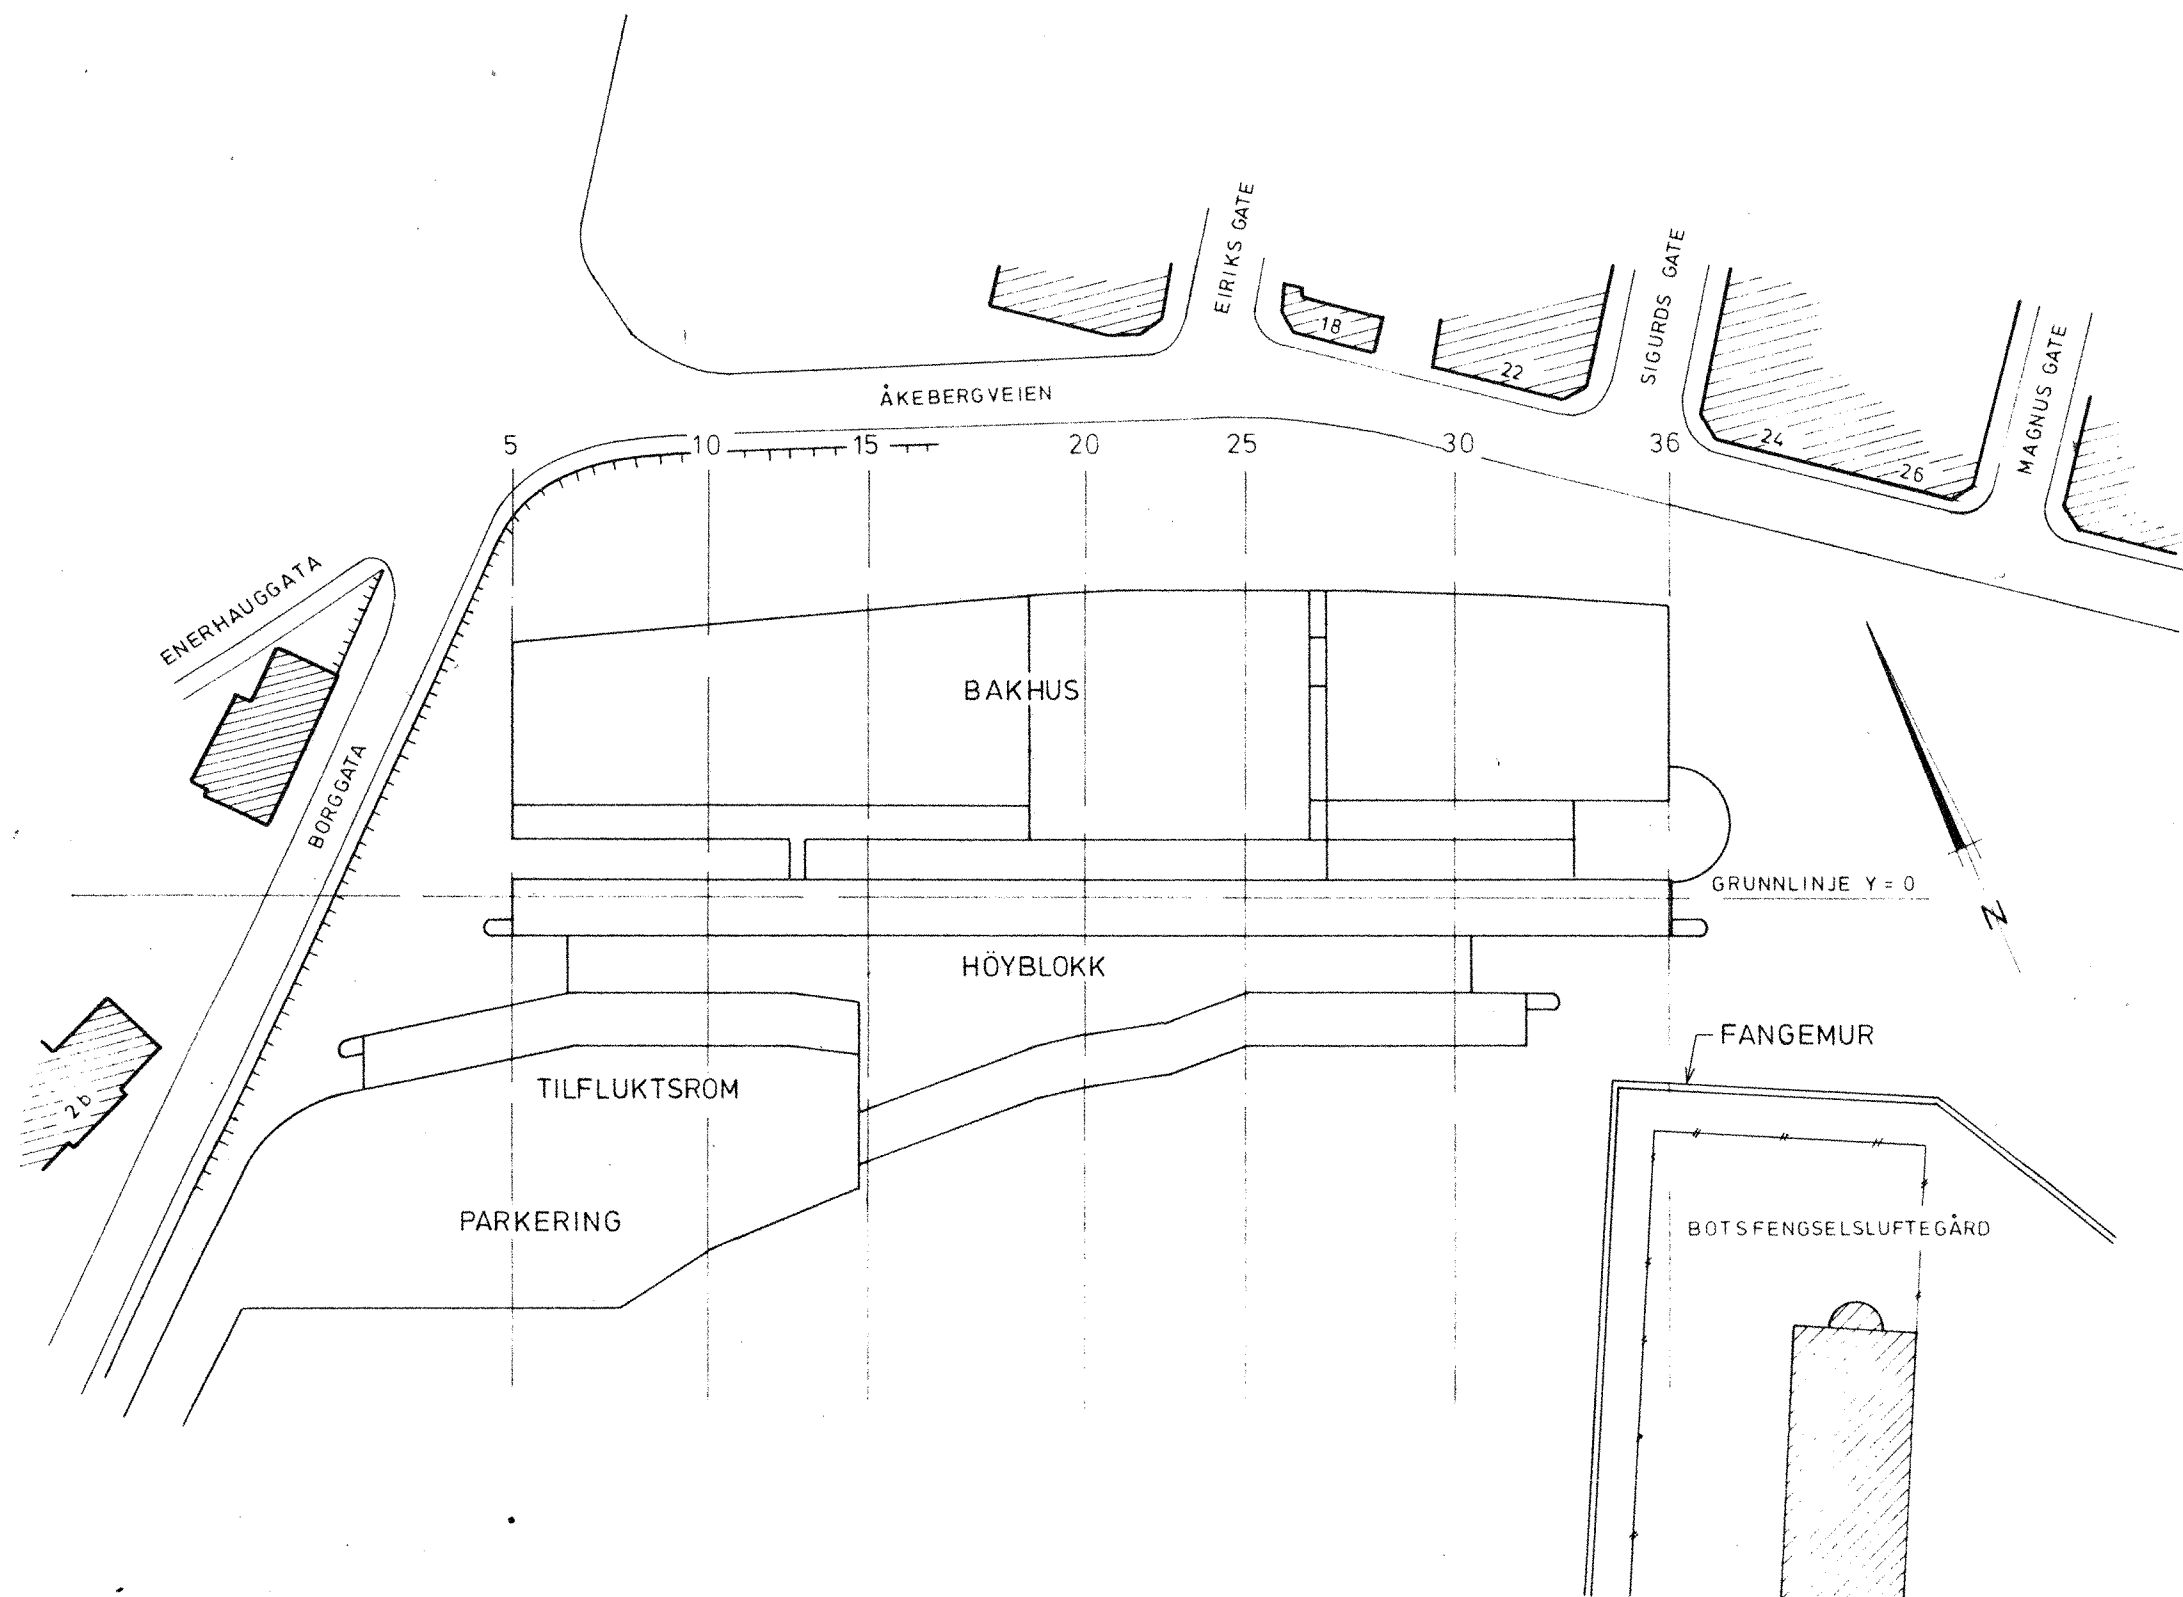 EIRIKS GATE
SIGURDS GATE
MAGNUS GATE
18
22
24
26
ÅKEBERGVEIEN
5 10 15 20 25 30 36
ENERHAUGGATA
BORGGATA
BAKHUS
GRUNNLINJE Y = 0
N
HÖYBLOKK
FANGEMUR
TILFLUKTSROM
2b
PARKERING
BOTSFENGSELSLUFTEGÅRD